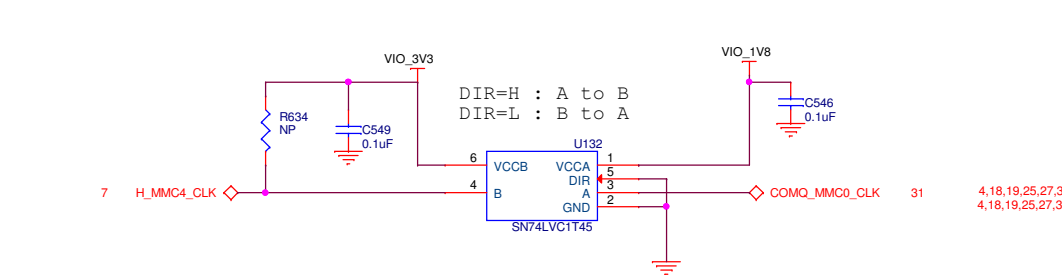 VIO_3V3
VIO_1V8
DIR=H : A to B
DIR=L : B to A
R634
NP
C549
0.1uF
C546
0.1uF
U132
6 VCCB VCCA 1
DIR 5
4 B A 3
GND 2
SN74LVC1T45
7 H_MMC4_CLK
COMQ_MMC0_CLK 31
4,18,19,25,27,3
4,18,19,25,27,3